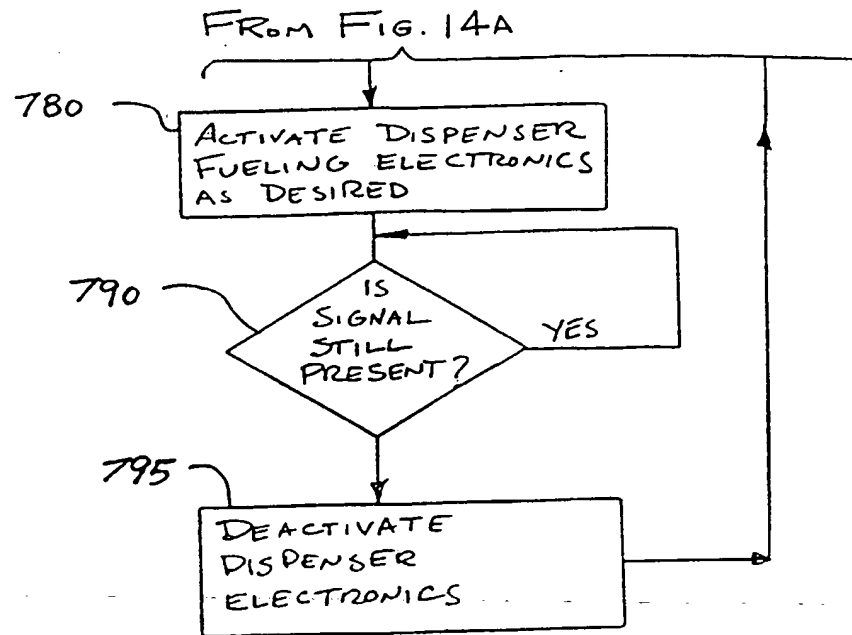 FROM FIG. 14A
780
ACTIVATE DISPENSER
FUELING ELECTRONICS
AS DESIRED
790
IS
SIGNAL
STILL
PRESENT?
YES
795
DEACTIVATE
DISPENSER
ELECTRONICS